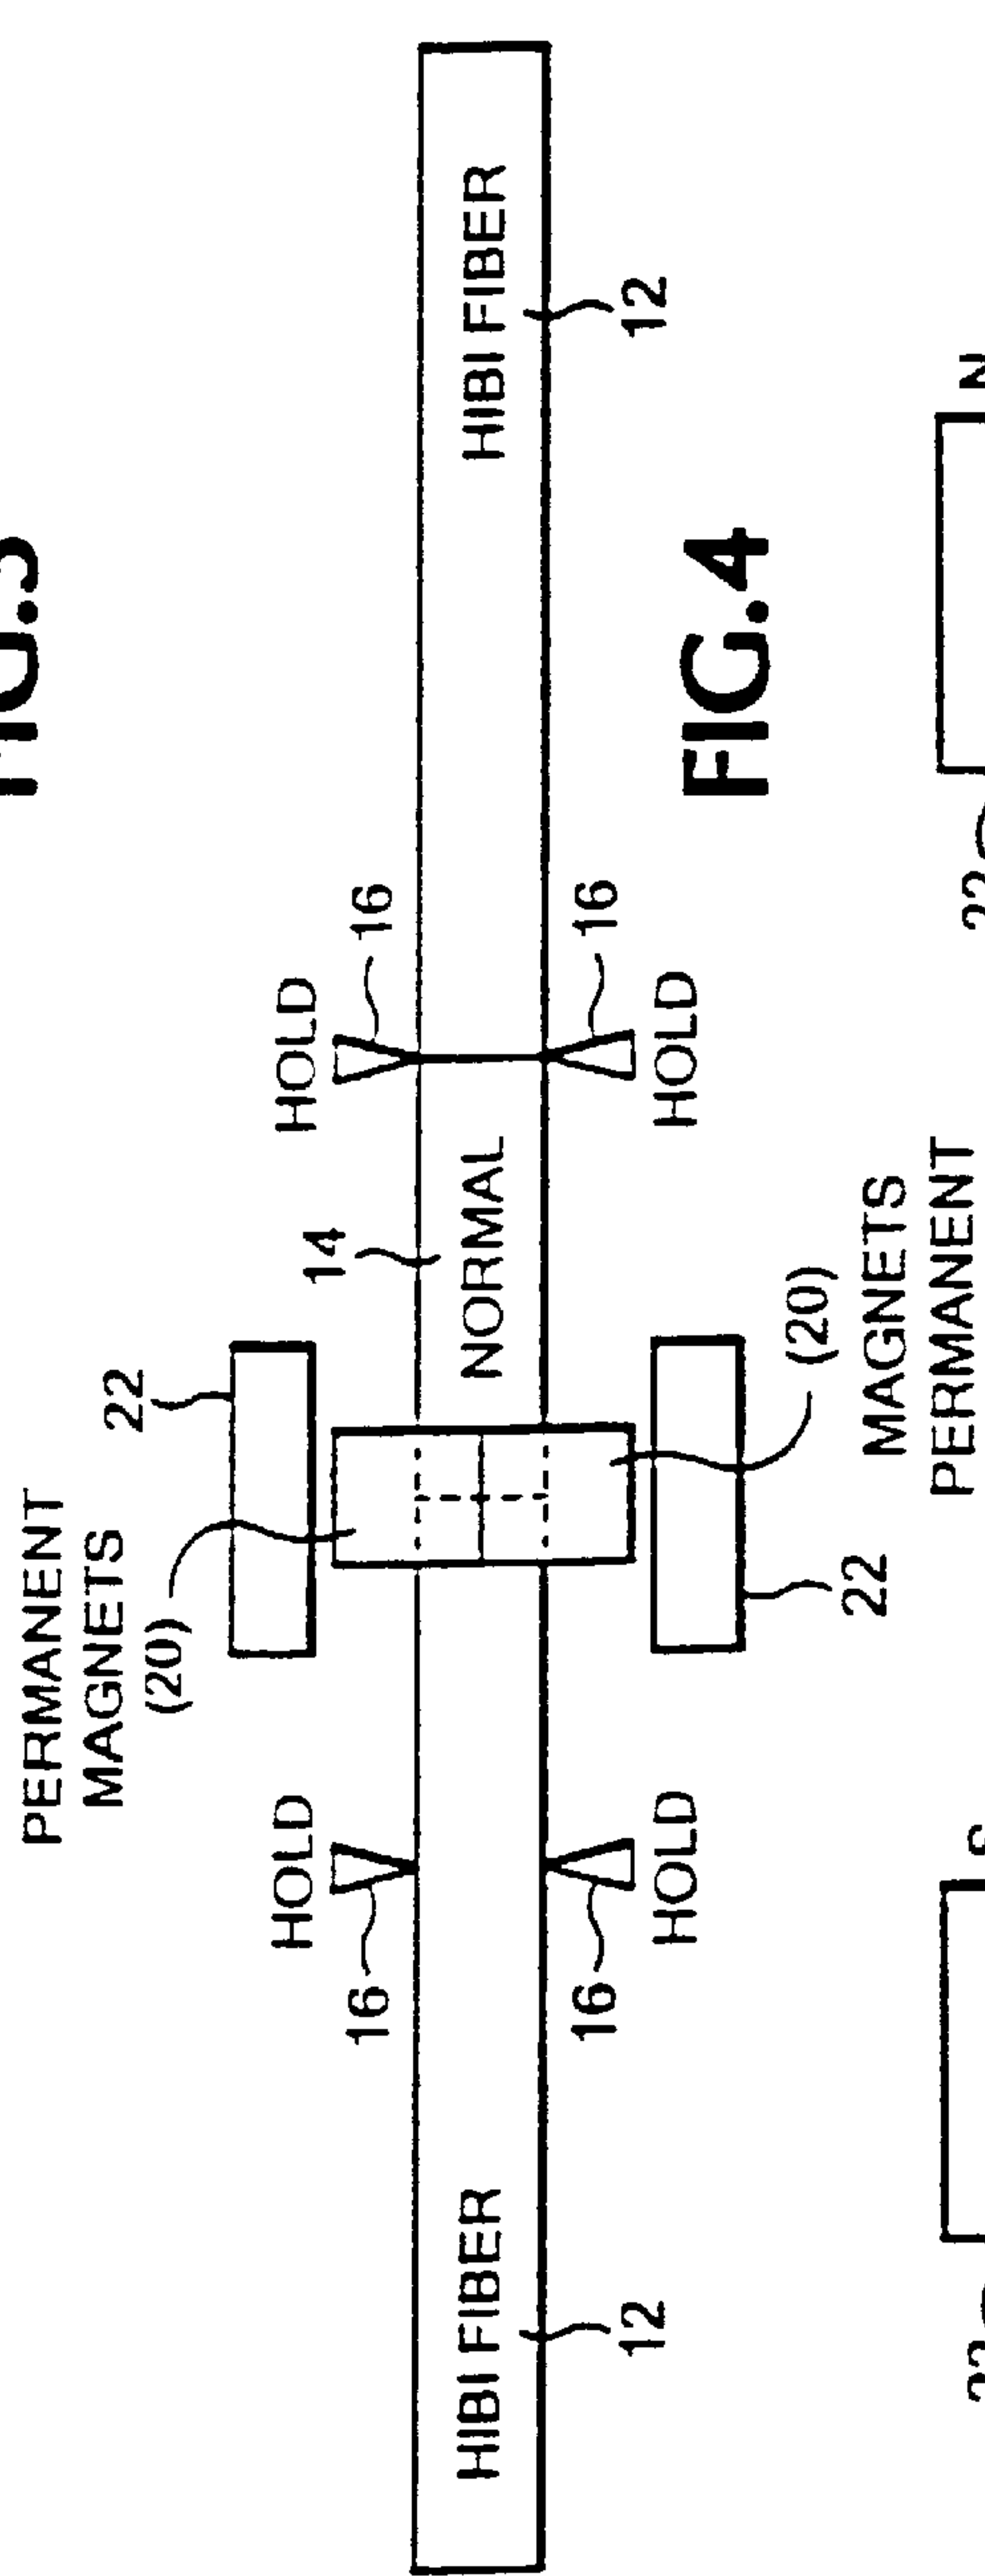 PERMANENT
MAGNETS
22
(20)
HOLD
HOLD
14
16
16
HIBI FIBER
NORMAL
HIBI FIBER
16
16
12
HOLD
HOLD
12
FIG.4
(20)
22
MAGNETS
PERMANENT
22
N